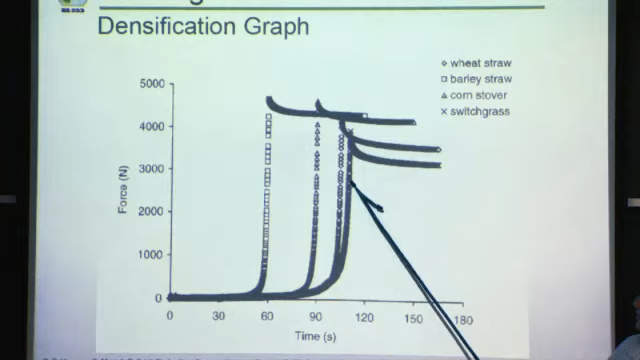 Densification Graph
wheat straw
barley straw
corn stover
switchgrass
5000
4000
3000
2000
1000
0
Force (N)
0 30 60 90 120 150 180
Time (s)